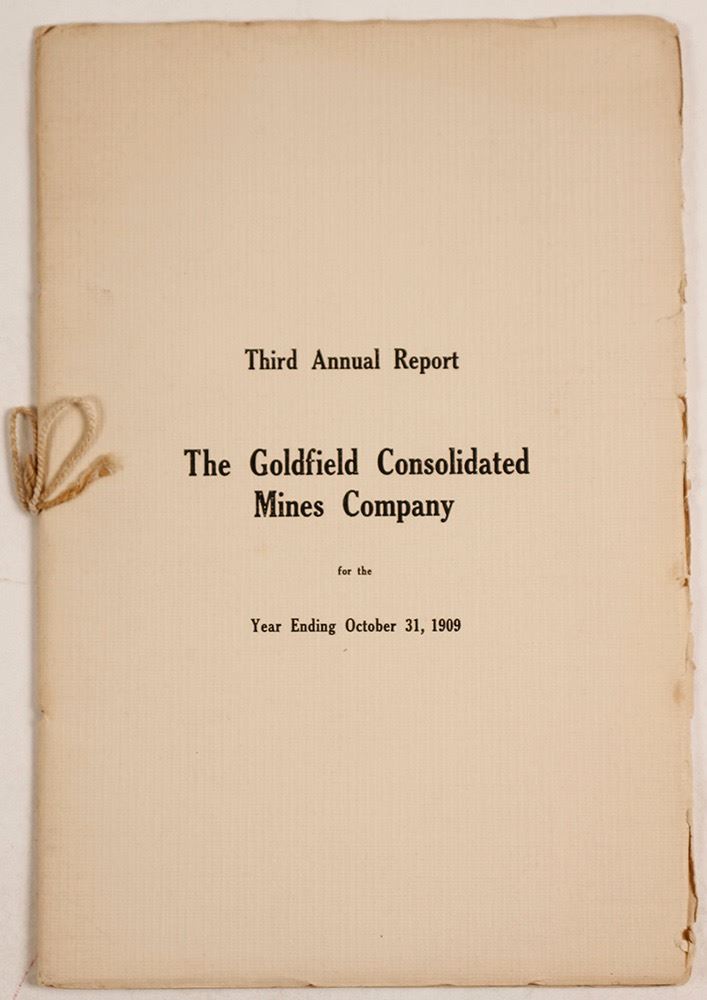 Third Annual Report
The Goldfield Consolidated
Mines Company
for the
Year Ending October 31, 1909